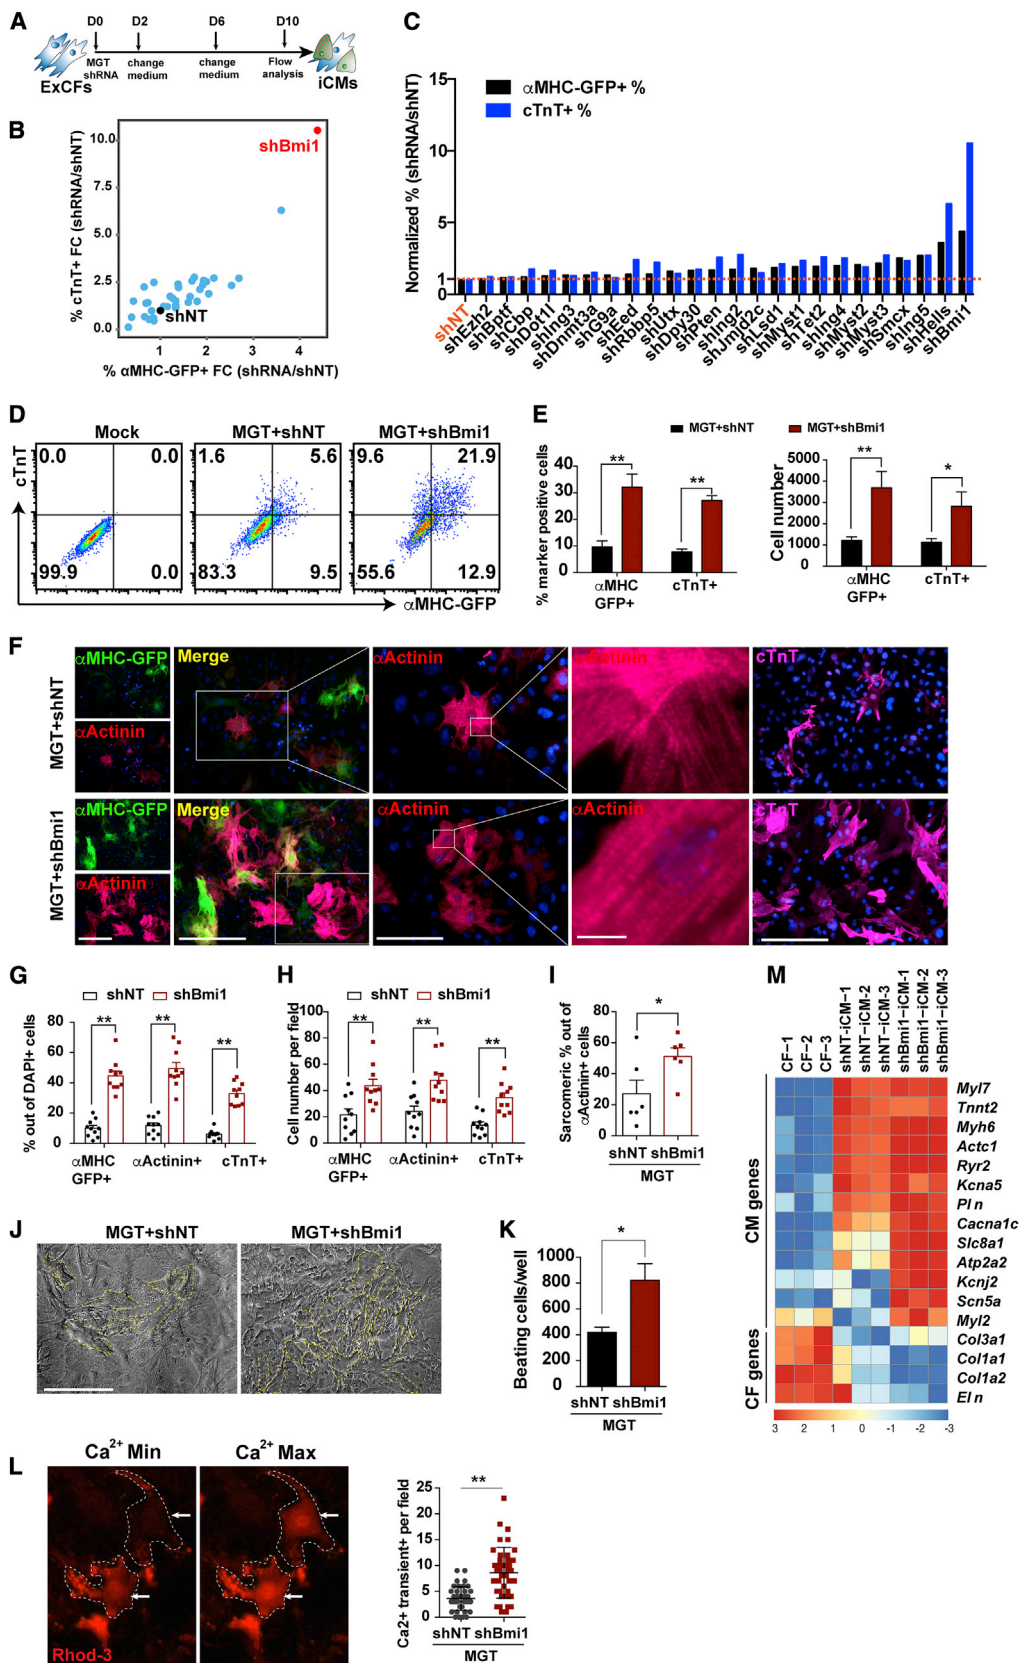 A
D0 D2 D6 D10
MGT shRNA
change medium
change medium
Flow analysis
ExCFs
iCMs
B
% cTnT+ FC (shRNA/shNT)
10.0
7.5
5.0
2.5
0.0
shBmi1
shNT
1 2 3 4
% αMHC-GFP+ FC (shRNA/shNT)
C
Normalized % (shRNA/shNT)
15
10
5
1
0
αMHC-GFP+ %
cTnT+ %
shNT
shEzh2
shBptf
shCbp
shDot1l
shIng3
shDnmt3a
shG9a
shEed
shRbbp5
shUtx
shDpy30
shPten
shIng2
shJmjd2c
shLsd1
shMyst1
shTet2
shIng4
shMyst2
shMyst3
shSmcx
shIng5
shHells
shBmi1
D
Mock MGT+shNT MGT+shBmi1
cTnT
0.0 0.0 1.6 5.6 9.6 21.9
99.9 0.0 83.3 9.5 55.6 12.9
αMHC-GFP
E
MGT+shNT MGT+shBmi1
% marker positive cells
40
30
20
10
0
** **
αMHC GFP+
cTnT+
Cell number
5000
4000
3000
2000
1000
0
** *
αMHC GFP+
cTnT+
F
MGT+shNT
αMHC-GFP Merge αActinin αActinin cTnT
αActinin
MGT+shBmi1
αMHC-GFP Merge αActinin αActinin cTnT
αActinin
G
shNT shBmi1
% out of DAPI+ cells
80
60
40
20
0
** ** **
αMHC GFP+
αActinin+
cTnT+
H
shNT shBmi1
Cell number per field
100
80
60
40
20
0
** ** **
αMHC GFP+
αActinin+
cTnT+
I
Sarcomeric % out of
αActinin+ cells
80
60
40
20
0
*
shNT shBmi1
MGT
J
MGT+shNT MGT+shBmi1
K
Beating cells/well
1000
800
600
400
200
0
*
shNT shBmi1
MGT
L
Ca2+ Min Ca2+ Max
Rhod-3
Ca2+ transient+ per field
25
20
15
10
5
0
**
shNT shBmi1
MGT
M
CF-1
CF-2
CF-3
shNT-iCM-1
shNT-iCM-2
shNT-iCM-3
shBmi1-iCM-1
shBmi1-iCM-2
shBmi1-iCM-3
CM genes
Myl7
Tnnt2
Myh6
Actc1
Ryr2
Kcna5
Pln
Cacna1c
Slc8a1
Atp2a2
Kcnj2
Scn5a
Myl2
CF genes
Col3a1
Col1a1
Col1a2
Eln
3 2 1 0 -1 -2 -3